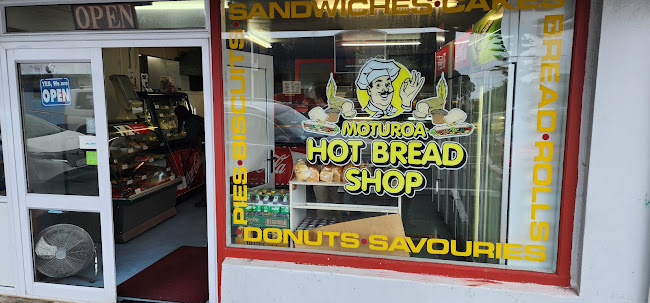 OPEN
YES, We are
OPEN
SANDWICHES · CAKES
PIES · BISCUITS
BREAD · ROLLS
MOTUROA
HOT BREAD
SHOP
DONUTS · SAVOURIES